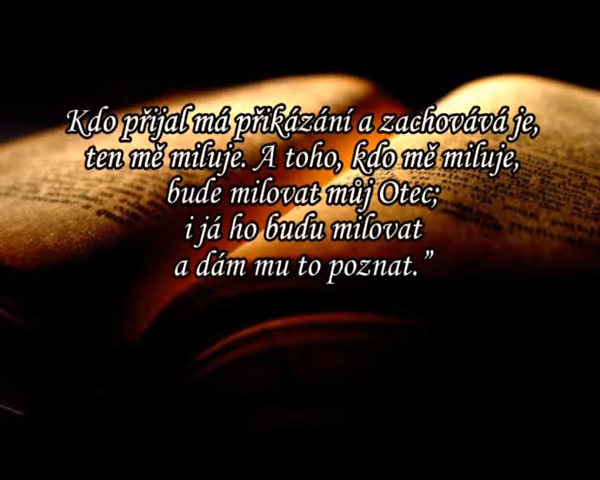 Kdo přijal má přikázání a zachovává je,
ten mě miluje. A toho, kdo mě miluje,
bude milovat můj Otec;
i já ho budu milovat
a dám mu to poznat.”